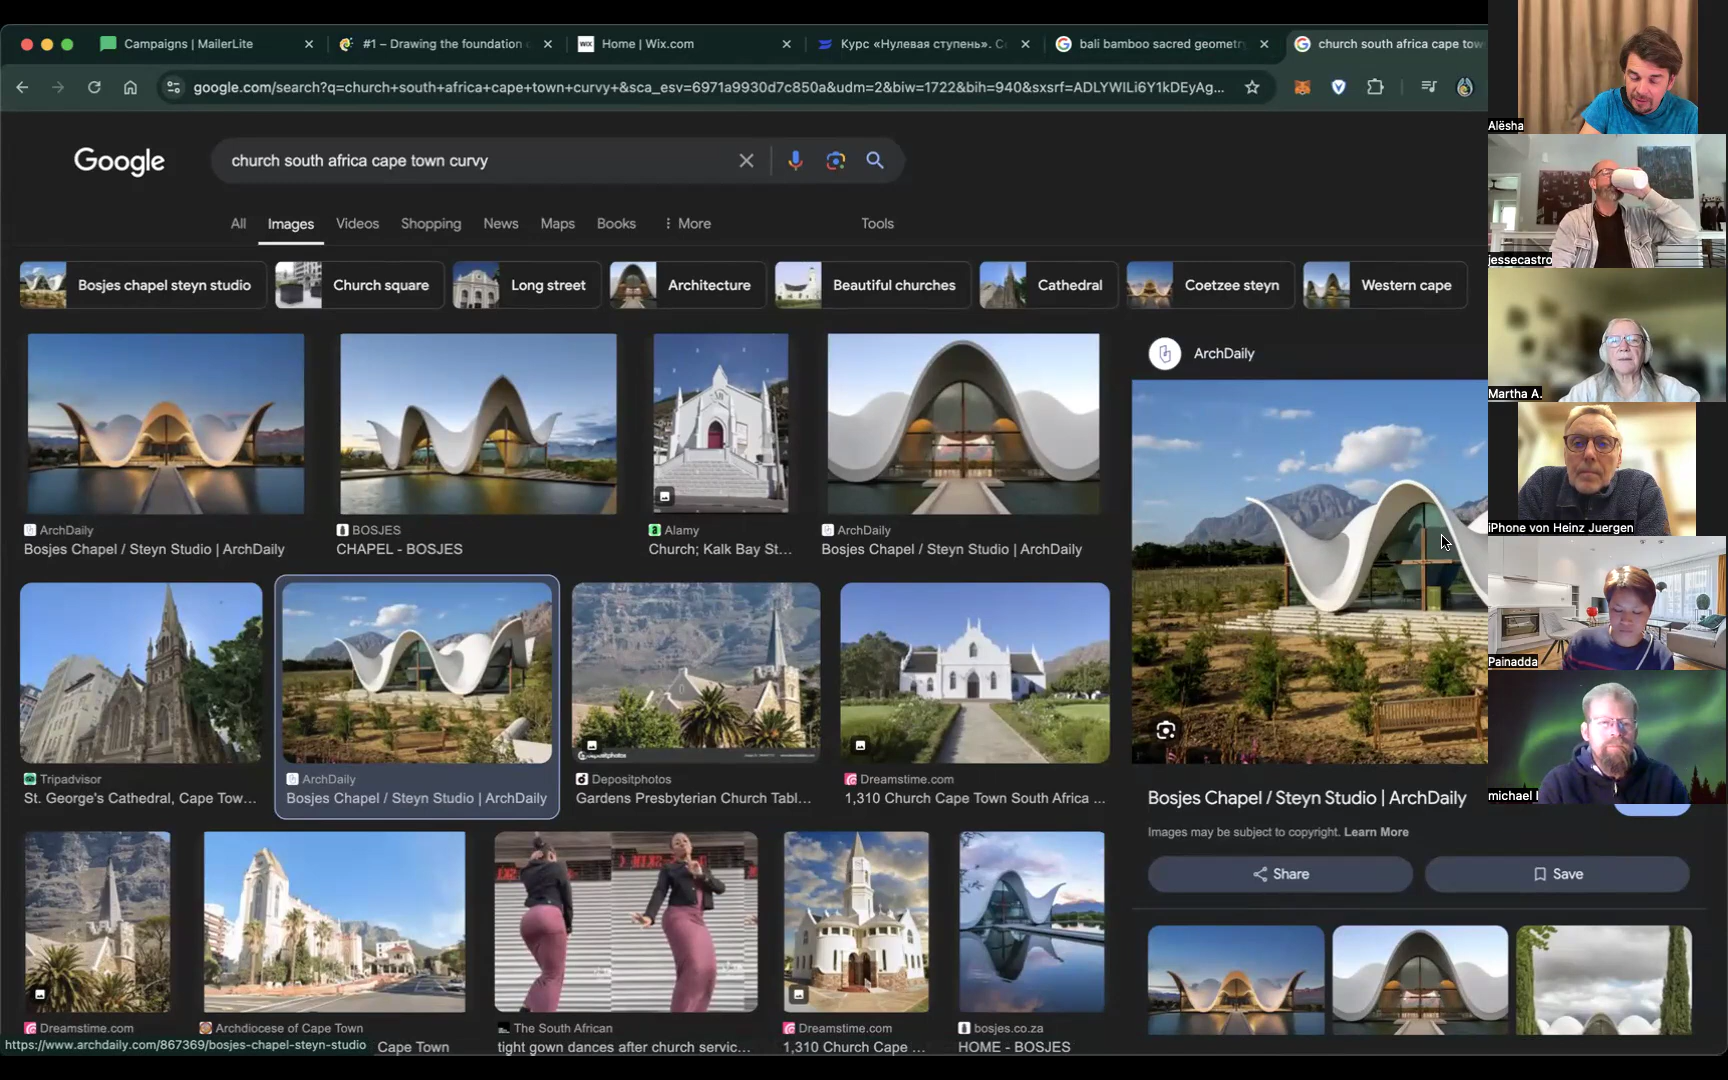 Campaigns | MailerLite
#1 – Drawing the foundation
Home | Wix.com
Курс «Нулевая ступень».
bali bamboo sacred geometr
church south africa cape tow
google.com/search?q=church+south+africa+cape+town+curvy+&sca_esv=6971a9930d7c850a&udm=2&biw=1722&bih=940&sxsrf=ADLYWILi6Y1kDEyAg...
Google
church south africa cape town curvy
All
Images
Videos
Shopping
News
Maps
Books
More
Tools
Bosjes chapel steyn studio
Church square
Long street
Architecture
Beautiful churches
Cathedral
Coetzee steyn
Western cape
ArchDaily
Bosjes Chapel / Steyn Studio | ArchDaily
BOSJES
CHAPEL - BOSJES
Alamy
Church; Kalk Bay St...
ArchDaily
Bosjes Chapel / Steyn Studio | ArchDaily
Tripadvisor
St. George's Cathedral, Cape Tow...
ArchDaily
Bosjes Chapel / Steyn Studio | ArchDaily
Depositphotos
Gardens Presbyterian Church Tabl...
Dreamstime.com
1,310 Church Cape Town South Africa ...
Dreamstime.com
Archdiocese of Cape Town
Cape Town
The South African
tight gown dances after church servic...
Dreamstime.com
1,310 Church Cape ...
bosjes.co.za
HOME - BOSJES
https://www.archdaily.com/867369/bosjes-chapel-steyn-studio
ArchDaily
Bosjes Chapel / Steyn Studio | ArchDaily
Images may be subject to copyright. Learn More
Share
Save
Alësha
jessecastro
Martha A.
iPhone von Heinz Juergen
Painadda
michael